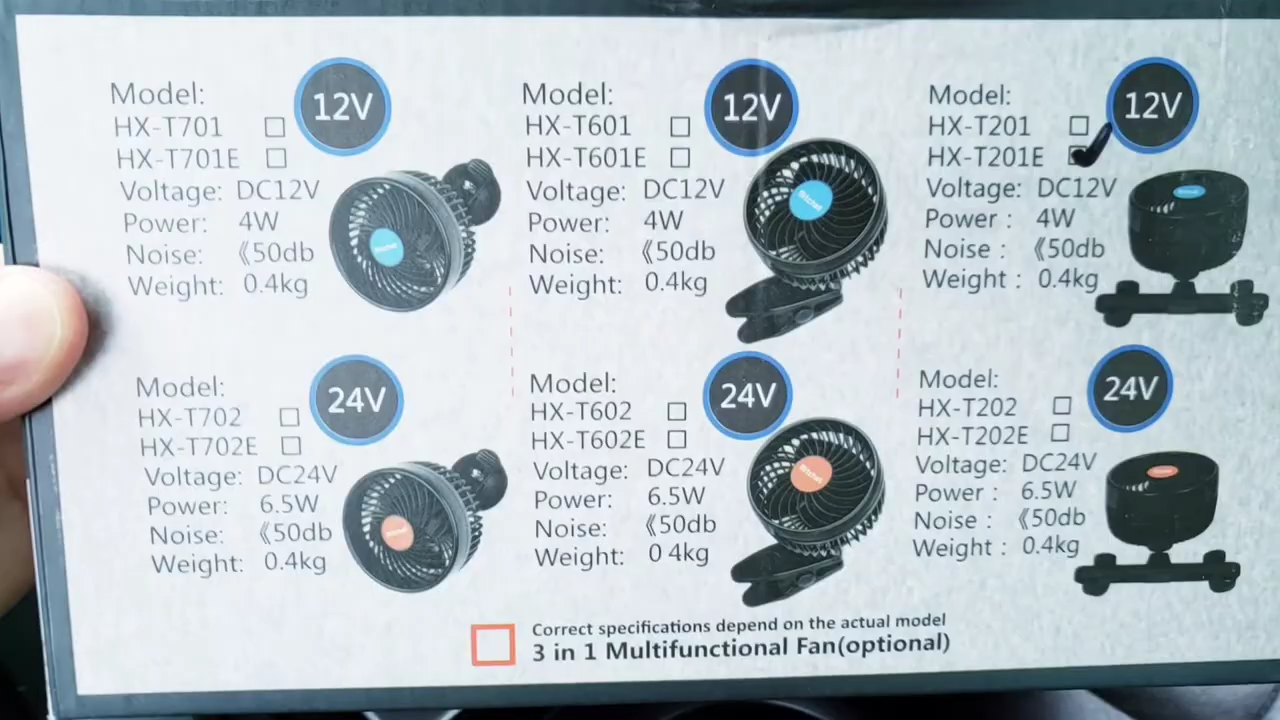 Model:
HX-T701
HX-T701E
Voltage: DC12V
Power: 4W
Noise: 《50db
Weight: 0.4kg
12V
Model:
HX-T601
HX-T601E
Voltage: DC12V
Power: 4W
Noise: 《50db
Weight: 0.4kg
12V
Model:
HX-T201
HX-T201E
Voltage: DC12V
Power : 4W
Noise : 《50db
Weight : 0.4kg
12V
Model:
HX-T702
HX-T702E
Voltage: DC24V
Power: 6.5W
Noise: 《50db
Weight: 0.4kg
24V
Model:
HX-T602
HX-T602E
Voltage: DC24V
Power: 6.5W
Noise: 《50db
Weight: 0 4kg
24V
Model:
HX-T202
HX-T202E
Voltage: DC24V
Power : 6.5W
Noise : 《50db
Weight : 0.4kg
24V
Correct specifications depend on the actual model
3 in 1 Multifunctional Fan(optional)